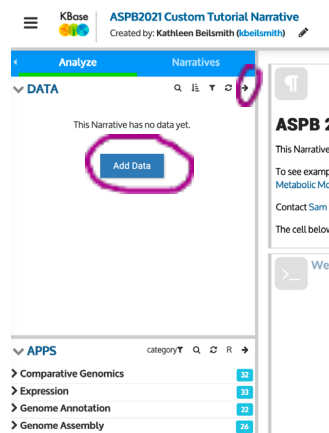 KBase
ASPB2021 Custom Tutorial Narrative
Created by: Kathleen Beilsmith (kbeilsmith)
Analyze
Narratives
DATA
This Narrative has no data yet.
Add Data
ASPB 2
This Narrative
To see examp
Metabolic Mo
Contact Sam
The cell below
We
APPS
category
R
Comparative Genomics 32
Expression 33
Genome Annotation 22
Genome Assembly 26